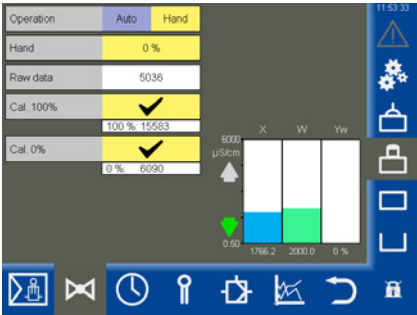 11:53:33
Operation Auto Hand
Hand 0 %
Raw data 5036
Cal. 100%
100 %: 15583
Cal. 0%
0 %: 6090
X W Yw
6000
µS/cm
0.50
1766.2 2000.0 0 %